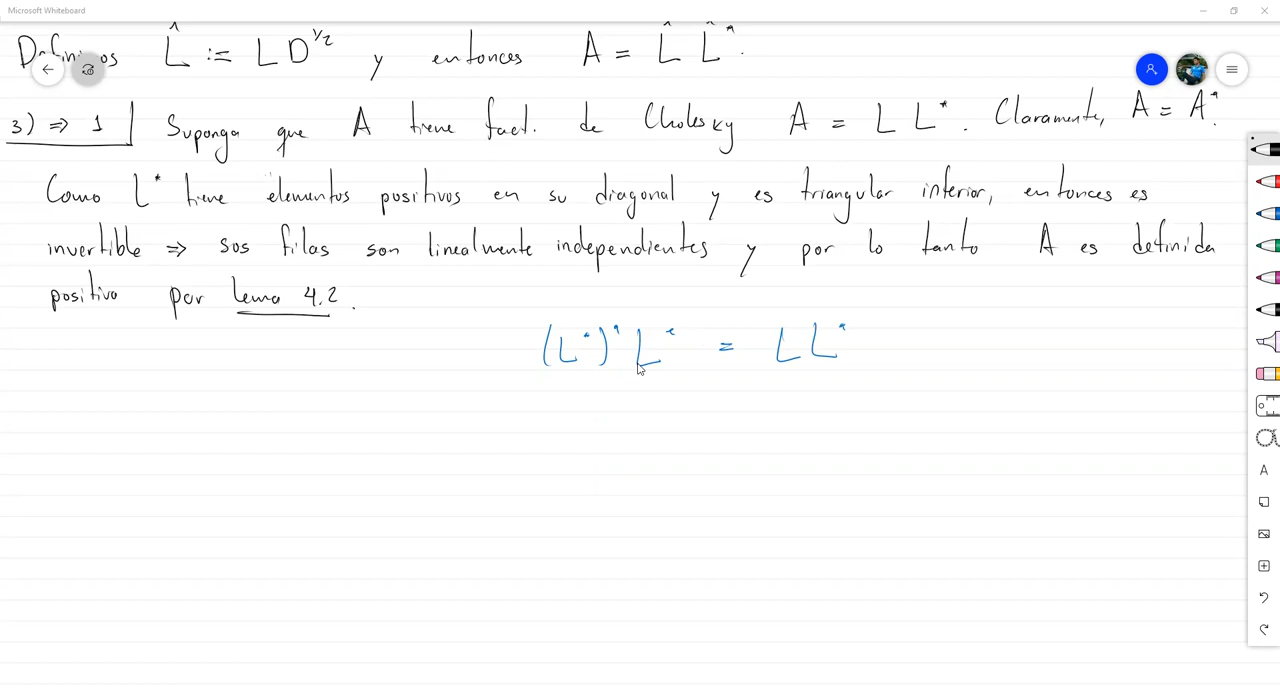 Microsoft Whiteboard
Definimos L̂ := L D^{1/2} y entonces A = L̂ L̂*.
3) ⇒ 1 Suponga que A tiene fact. de Cholesky A = L L*. Claramente, A = A*.
Como L* tiene elementos positivos en su diagonal y es triangular inferior, entonces es
invertible ⇒ sus filas son linealmente independientes y por lo tanto A es definida
positiva por lema 4.2.
(L*)* L* = L L*
A